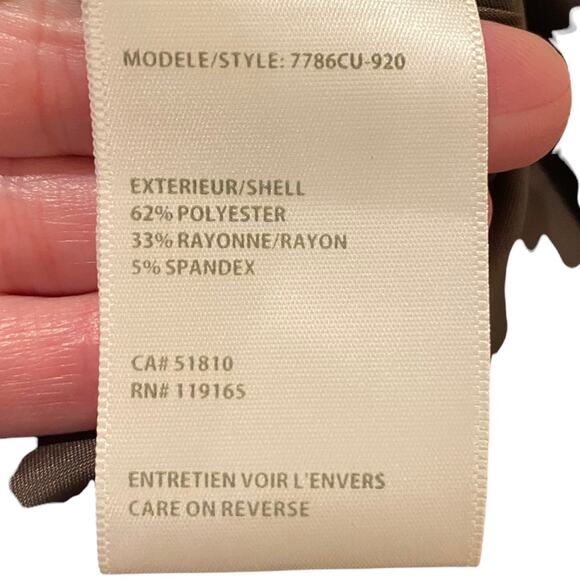 MODELE/STYLE: 7786CU-920
EXTERIEUR/SHELL
62% POLYESTER
33% RAYONNE/RAYON
5% SPANDEX
CA# 51810
RN# 119165
ENTRETIEN VOIR L'ENVERS
CARE ON REVERSE